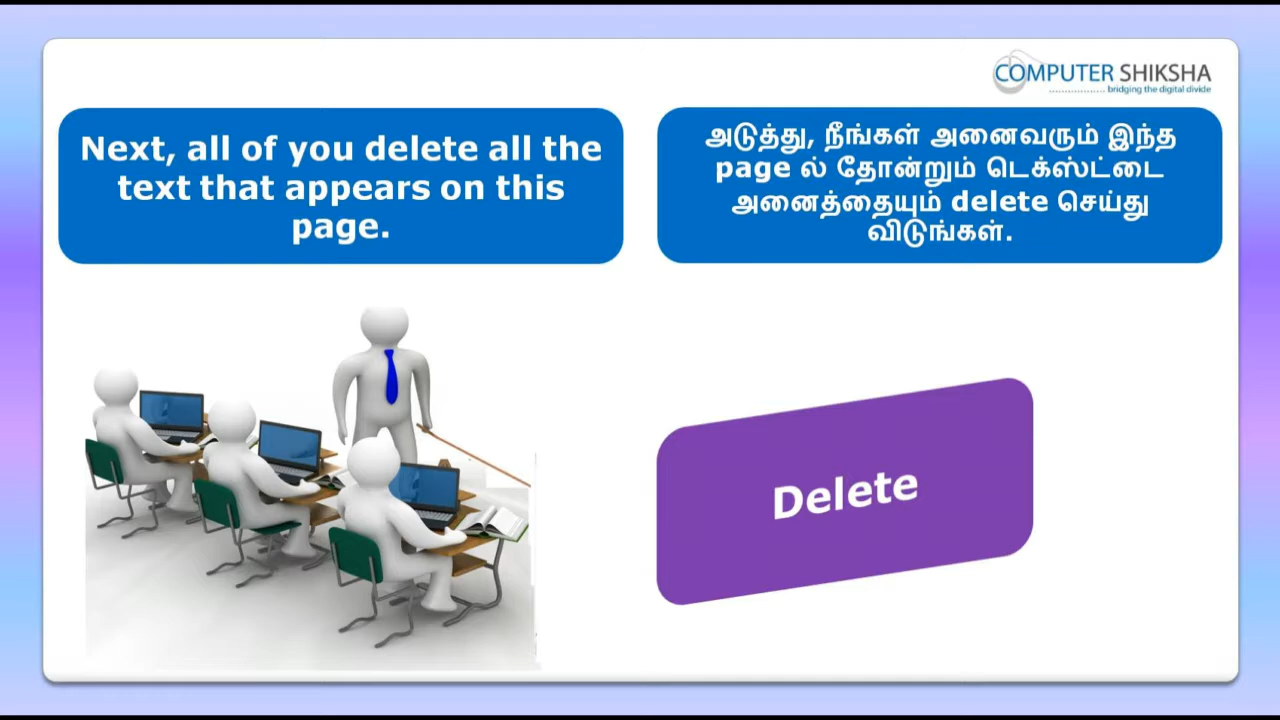 COMPUTER SHIKSHA
bridging the digital divide
Next, all of you delete all the
text that appears on this
page.
அடுத்து, நீங்கள் அனைவரும் இந்த
page ல் தோன்றும் டெக்ஸ்ட்டை
அனைத்தையும் delete செய்து
விடுங்கள்.
Delete